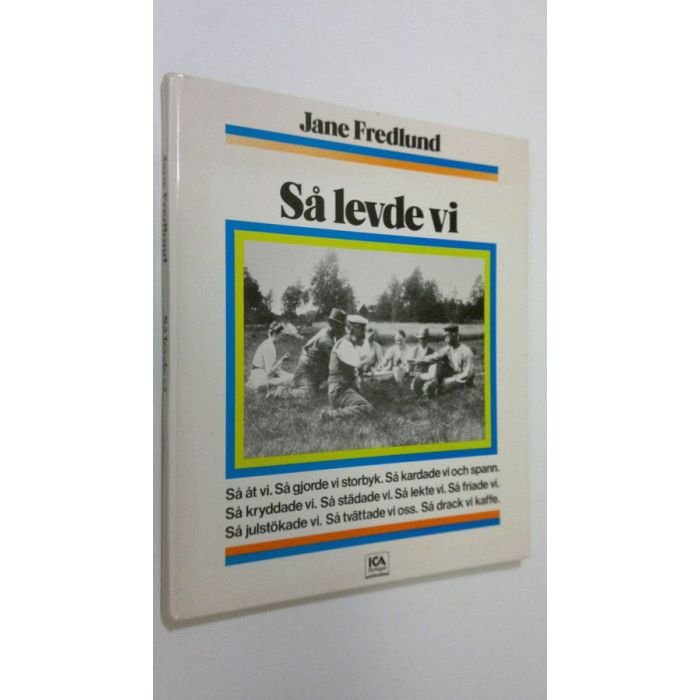 Jane Fredlund
Så levde vi
Så åt vi. Så gjorde vi storbyk. Så kardade vi och spann.
Så kryddade vi. Så städade vi. Så lekte vi. Så friade vi.
Så julstökade vi. Så tvättade vi oss. Så drack vi kaffe.
ICA
förlaget
Jane Fredlund
Så levde vi